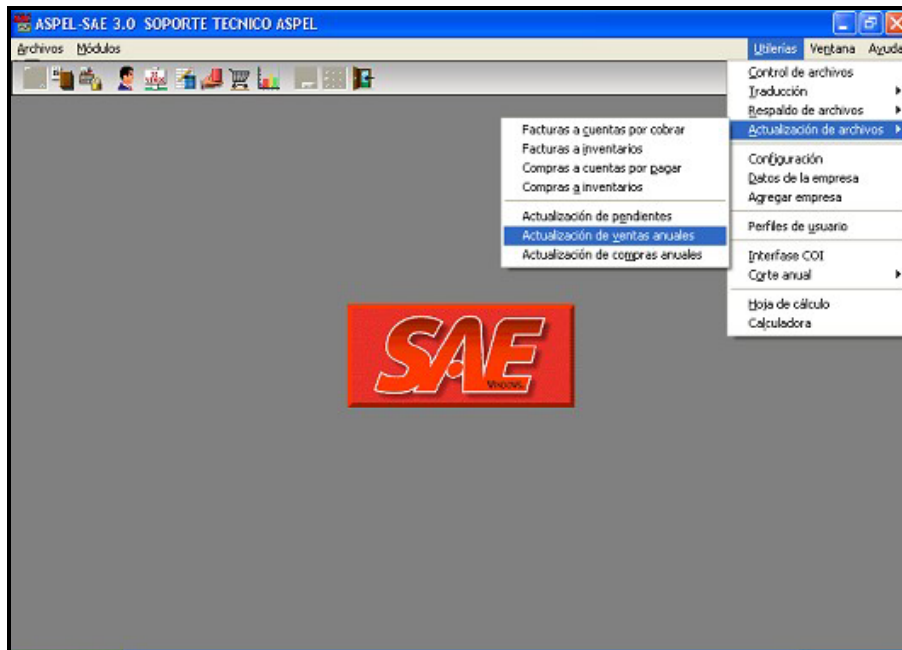 ASPEL-SAE 3.0 SOPORTE TECNICO ASPEL
Archivos Módulos Utilerías Ventana Ayuda
Control de archivos
Traducción
Respaldo de archivos
Actualización de archivos
Configuración
Datos de la empresa
Agregar empresa
Perfiles de usuario
Interfase COI
Corte anual
Hoja de cálculo
Calculadora
Facturas a cuentas por cobrar
Facturas a inventarios
Compras a cuentas por pagar
Compras a inventarios
Actualización de pendientes
Actualización de ventas anuales
Actualización de compras anuales
SAE
WINDOWS